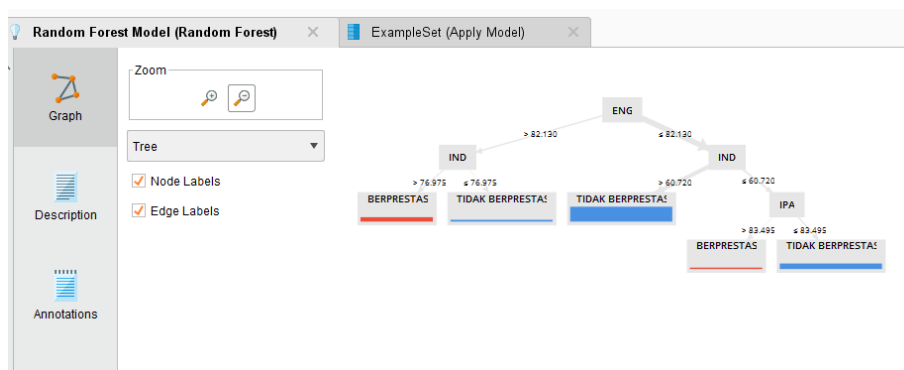 Random Forest Model (Random Forest)
ExampleSet (Apply Model)
Graph
Description
Annotations
Zoom
Tree
Node Labels
Edge Labels
ENG
> 82.130
≤ 82.130
IND
IND
> 76.975
≤ 76.975
> 60.720
≤ 60.720
BERPRESTAS
TIDAK BERPRESTAS
TIDAK BERPRESTAS
IPA
> 83.495
≤ 83.495
BERPRESTAS
TIDAK BERPRESTAS